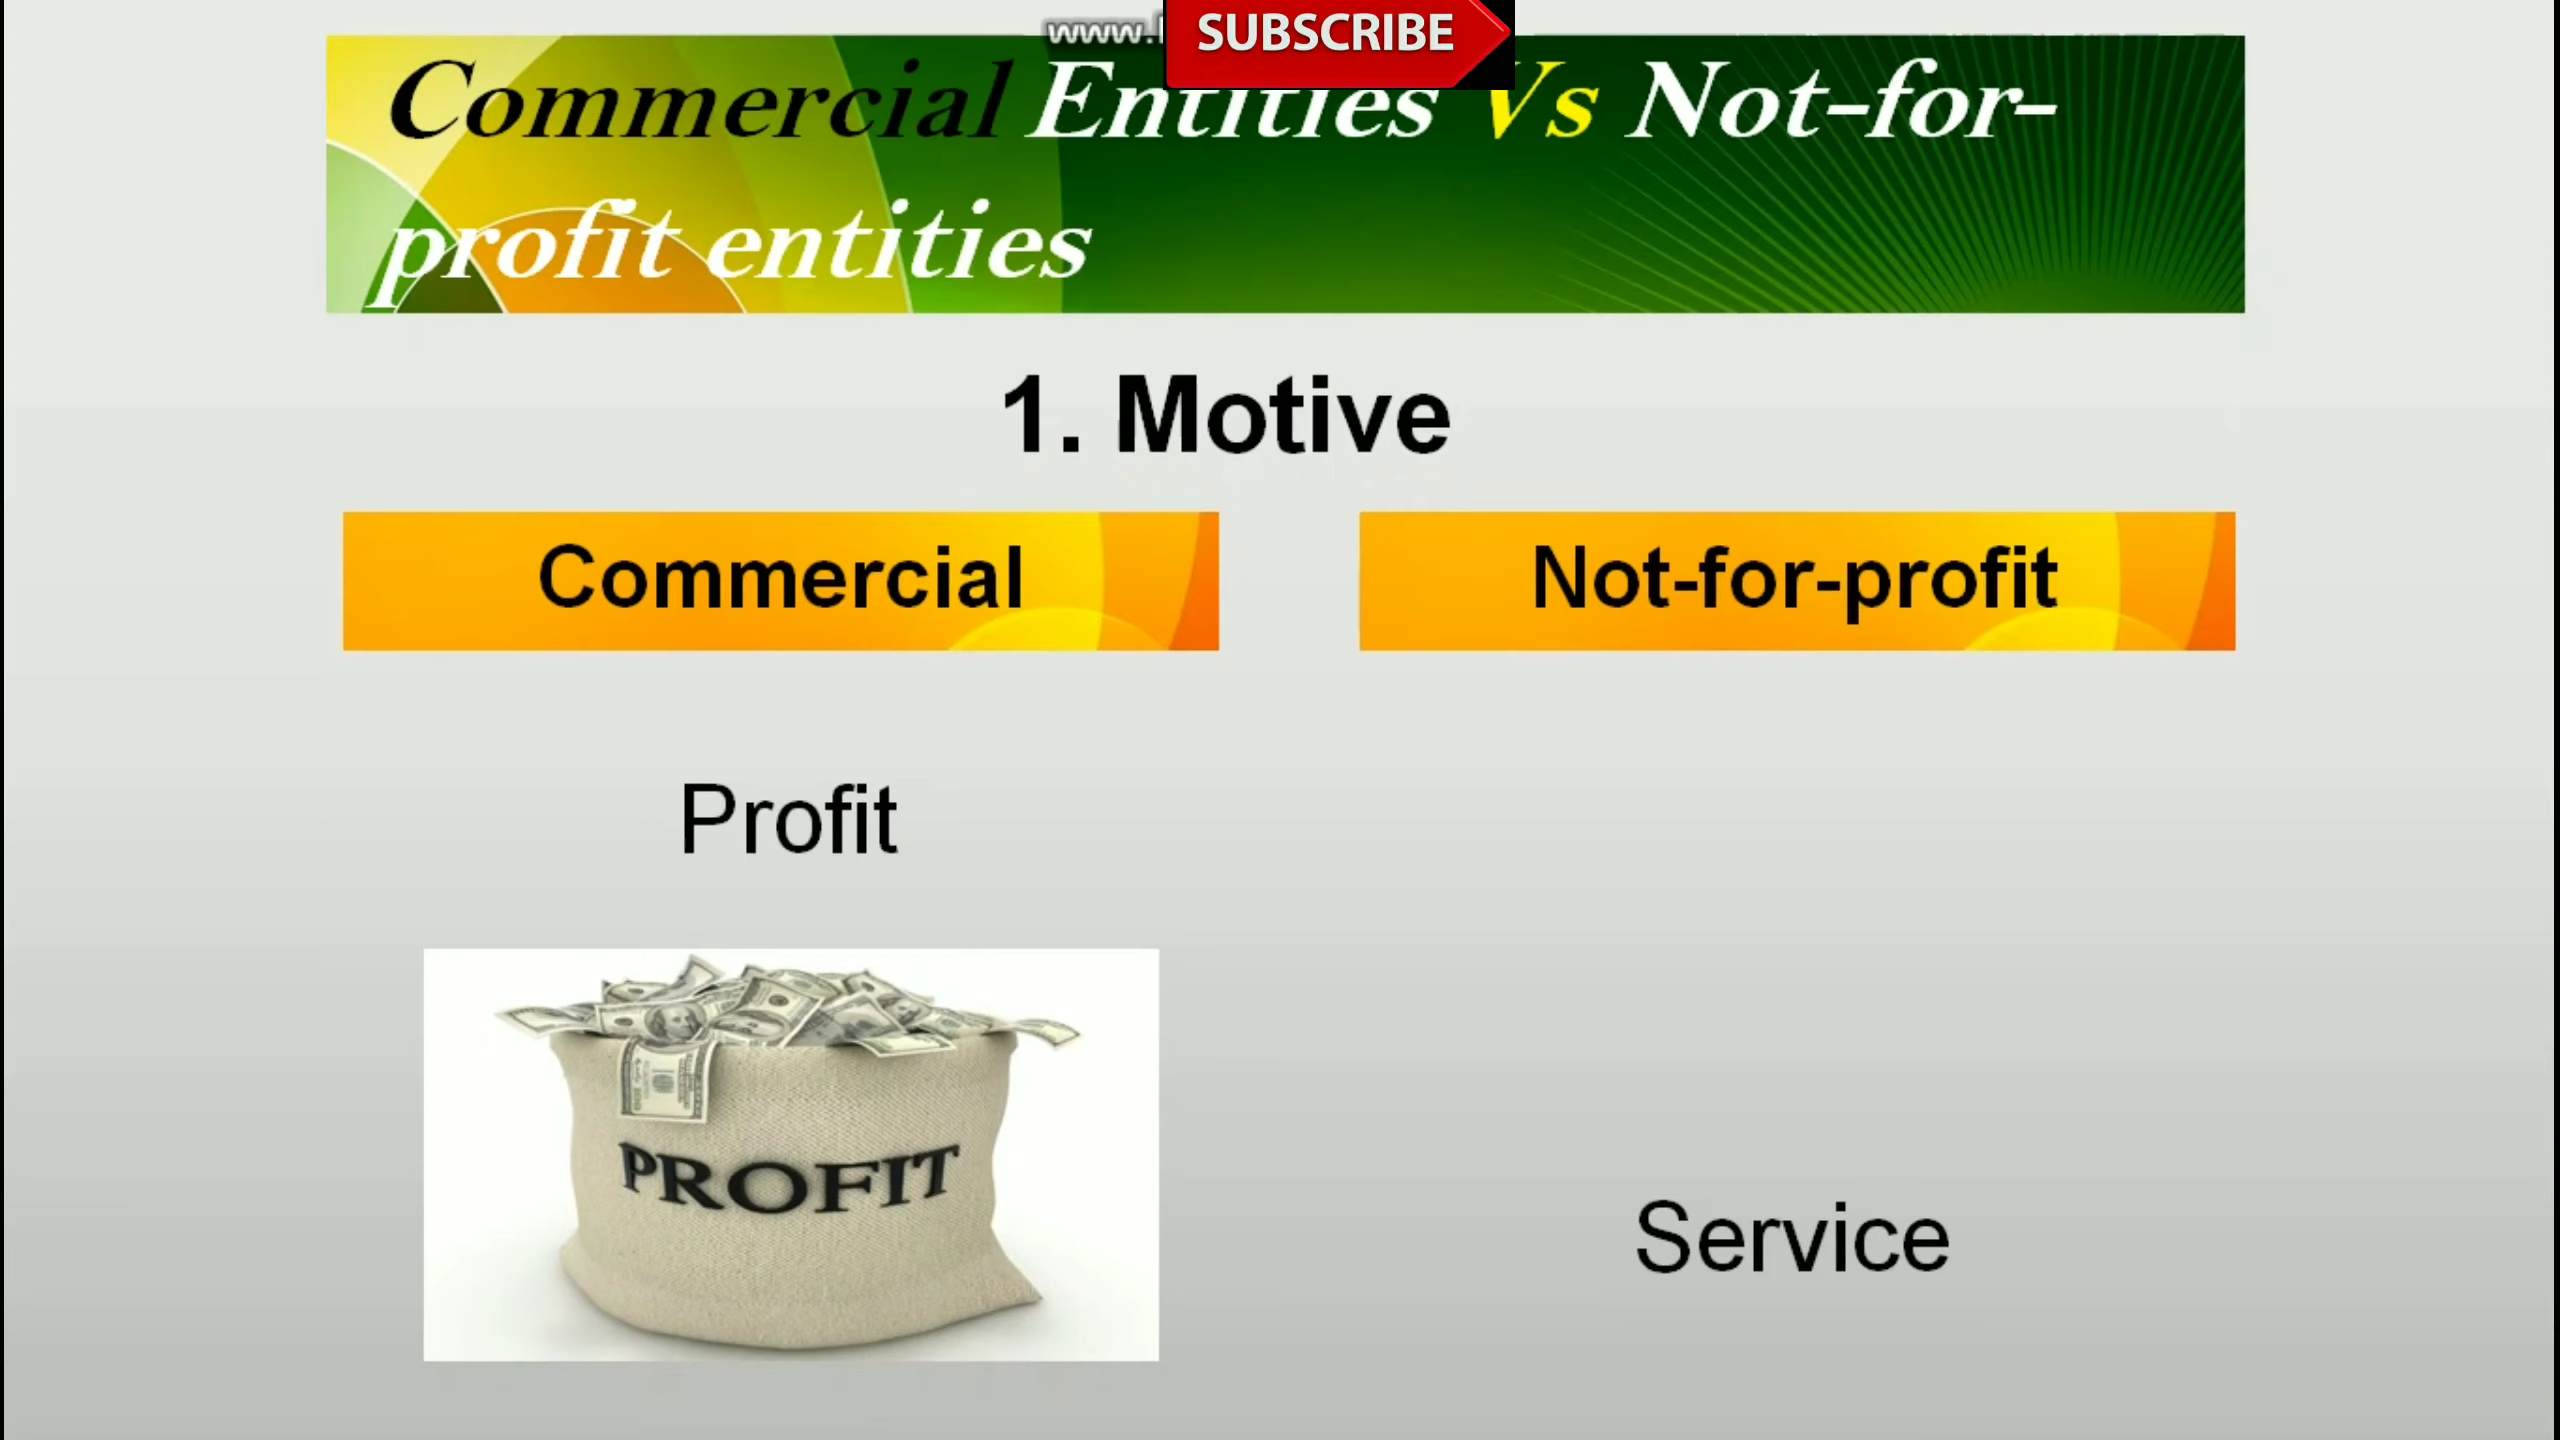 SUBSCRIBE
Commercial Entities Vs Not-for-
profit entities
1. Motive
Commercial
Not-for-profit
Profit
PROFIT
Service